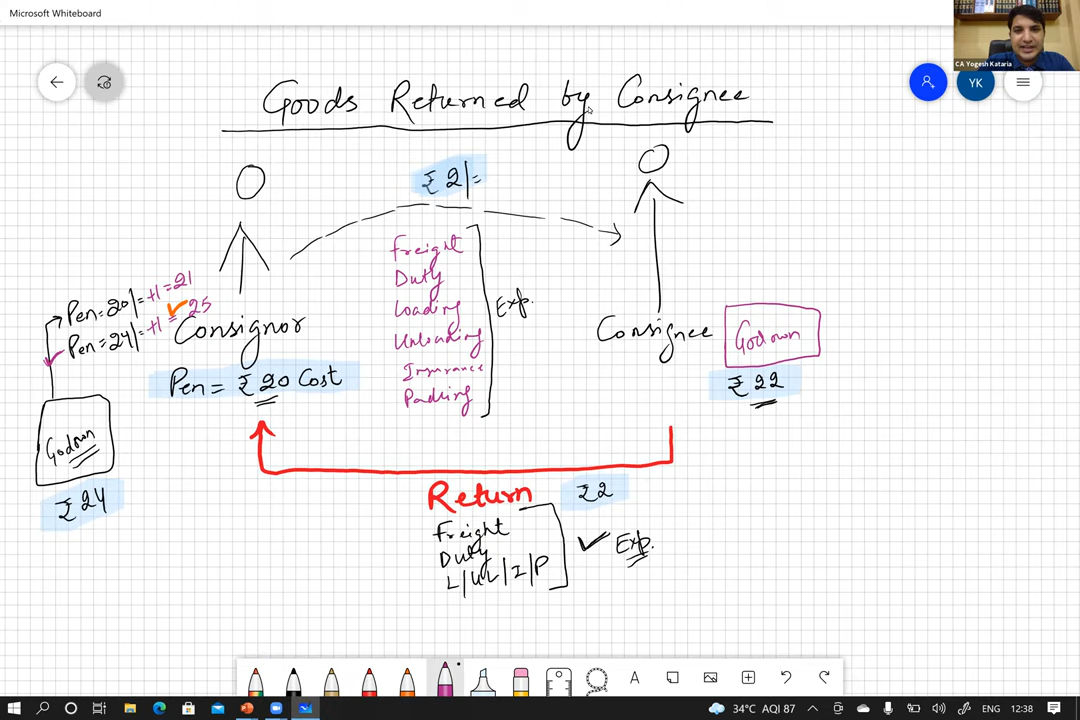 Microsoft Whiteboard
CA Yogesh Kataria
YK
Goods Returned by Consignee
₹ 2/=
Freight
Duty
Loading
Unloading
Insurance
Packing
Exp.
Pen = 20/= +1 = 21
Pen = 24/= +1 = 25
Consignor
Pen = ₹ 20 Cost
Consignee
Godown
₹ 22
Godown
₹ 24
Return
₹2
Freight
Duty
L/UL/I/P
Exp.
A
34°C AQI 87
ENG
12:38